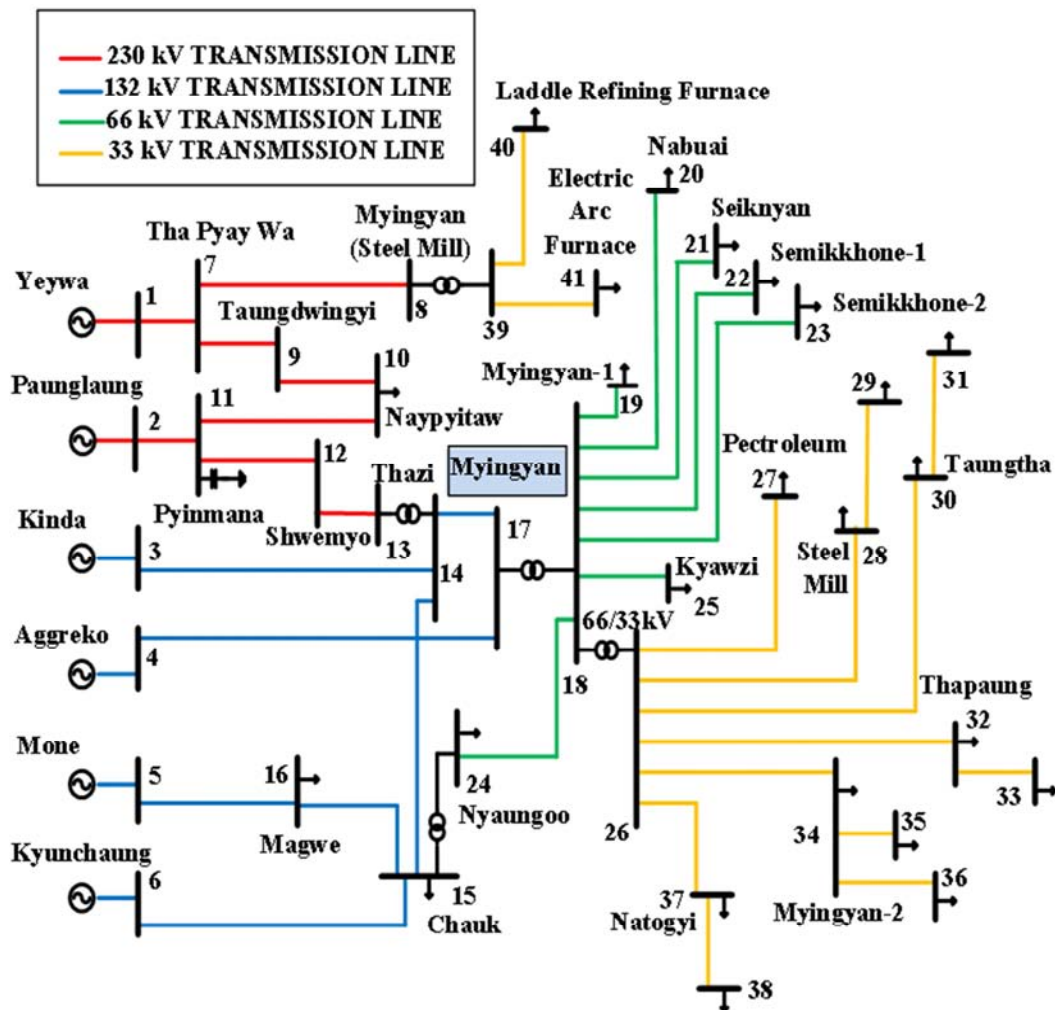 230 kV TRANSMISSION LINE
132 kV TRANSMISSION LINE
66 kV TRANSMISSION LINE
33 kV TRANSMISSION LINE
Laddle Refining Furnace
40
Nabuai
20
Electric
Arc
Furnace
41
Seiknyan
21
Semikkhone-1
22
Semikkhone-2
23
Myingyan
(Steel Mill)
8
39
Tha Pyay Wa
7
Yeywa
1
Taungdwingyi
9
10
Naypyitaw
Paunglaung
2
11
12
Pyinmana
Shwemyo
Thazi
13
14
Myingyan-1
19
Myingyan
17
Pectroleum
27
29
31
Taungtha
30
Steel
Mill
28
Kinda
3
Kyawzi
25
66/33kV
18
Aggreko
4
Thapaung
32
33
Mone
5
16
Magwe
24
Nyaungoo
26
34
35
36
Myingyan-2
Kyunchaung
6
15
Chauk
37
Natogyi
38